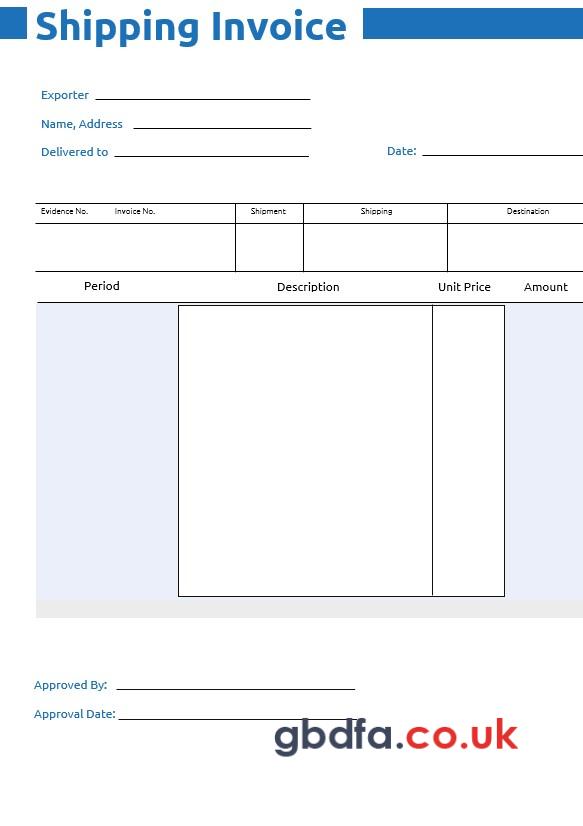 Shipping Invoice
Exporter
Name, Address
Delivered to
Date:
Evidence No. Invoice No. Shipment Shipping Destination
Period Description Unit Price Amount
Approved By:
Approval Date:
gbdfa.co.uk